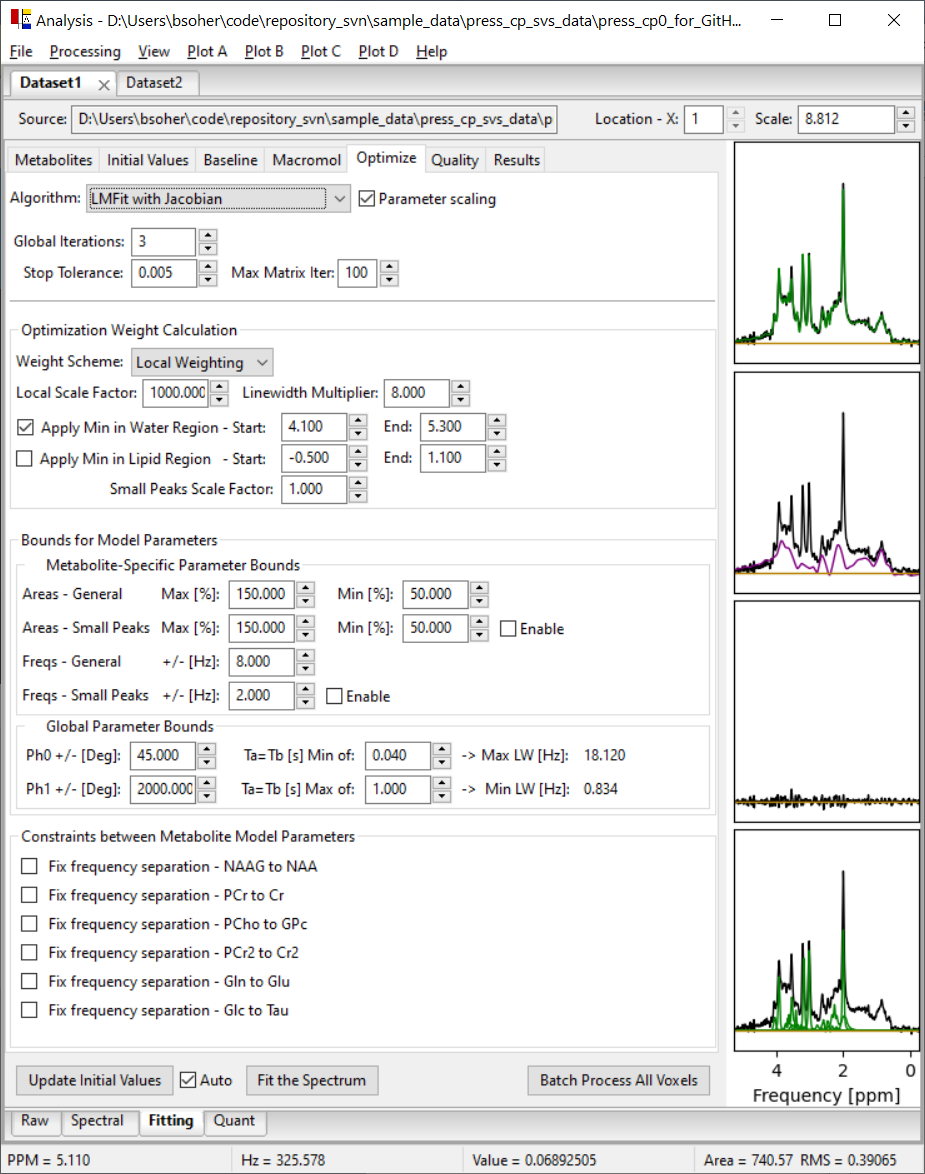 Analysis - D:\Users\bsoher\code\repository_svn\sample_data\press_cp_svs_data\press_cp0_for_GitH...
File Processing View Plot A Plot B Plot C Plot D Help
Dataset1 Dataset2
Source: D:\Users\bsoher\code\repository_svn\sample_data\press_cp_svs_data\p Location - X: 1 Scale: 8.812
Metabolites Initial Values Baseline Macromol Optimize Quality Results
Algorithm: LMFit with Jacobian Parameter scaling
Global Iterations: 3
Stop Tolerance: 0.005 Max Matrix Iter: 100
Optimization Weight Calculation
Weight Scheme: Local Weighting
Local Scale Factor: 1000.000 Linewidth Multiplier: 8.000
Apply Min in Water Region - Start: 4.100 End: 5.300
Apply Min in Lipid Region - Start: -0.500 End: 1.100
Small Peaks Scale Factor: 1.000
Bounds for Model Parameters
Metabolite-Specific Parameter Bounds
Areas - General Max [%]: 150.000 Min [%]: 50.000
Areas - Small Peaks Max [%]: 150.000 Min [%]: 50.000 Enable
Freqs - General +/- [Hz]: 8.000
Freqs - Small Peaks +/- [Hz]: 2.000 Enable
Global Parameter Bounds
Ph0 +/- [Deg]: 45.000 Ta=Tb [s] Min of: 0.040 -> Max LW [Hz]: 18.120
Ph1 +/- [Deg]: 2000.000 Ta=Tb [s] Max of: 1.000 -> Min LW [Hz]: 0.834
Constraints between Metabolite Model Parameters
Fix frequency separation - NAAG to NAA
Fix frequency separation - PCr to Cr
Fix frequency separation - PCho to GPc
Fix frequency separation - PCr2 to Cr2
Fix frequency separation - Gln to Glu
Fix frequency separation - Glc to Tau
4 2 0
Frequency [ppm]
Update Initial Values Auto Fit the Spectrum Batch Process All Voxels
Raw Spectral Fitting Quant
PPM = 5.110 Hz = 325.578 Value = 0.06892505 Area = 740.57 RMS = 0.39065